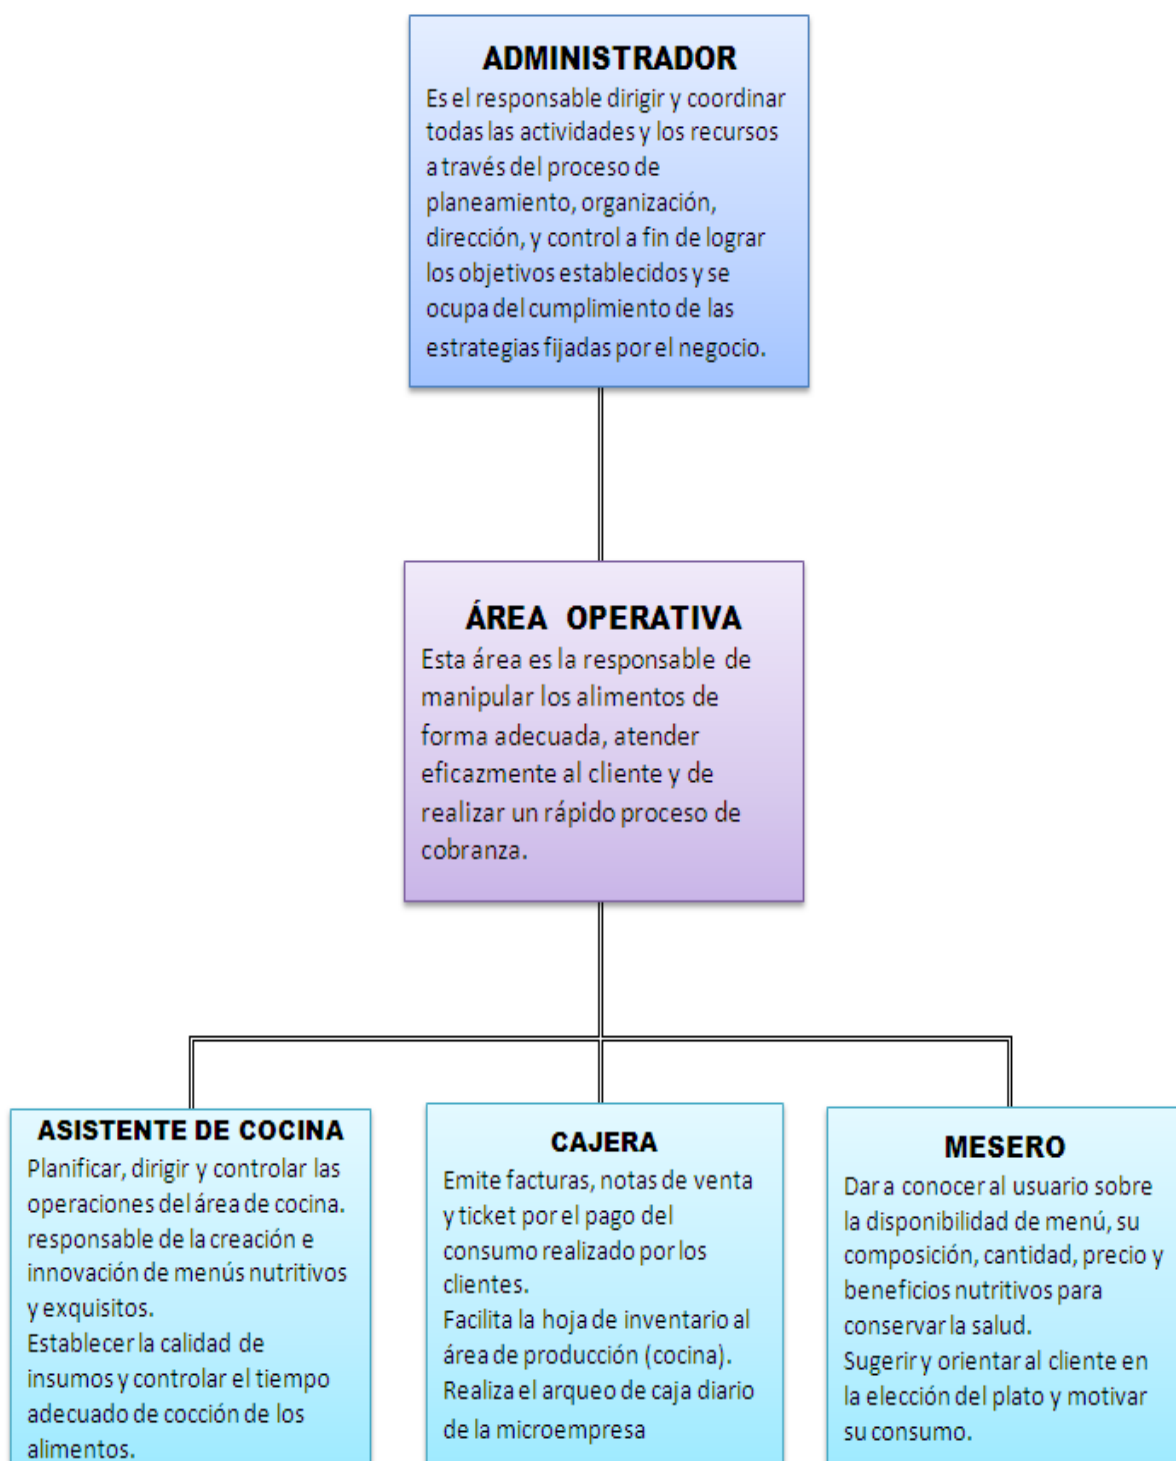 ADMINISTRADOR
Es el responsable dirigir y coordinar
todas las actividades y los recursos
a través del proceso de
planeamiento, organización,
dirección, y control a fin de lograr
los objetivos establecidos y se
ocupa del cumplimiento de las
estrategias fijadas por el negocio.
ÁREA OPERATIVA
Esta área es la responsable de
manipular los alimentos de
forma adecuada, atender
eficazmente al cliente y de
realizar un rápido proceso de
cobranza.
ASISTENTE DE COCINA
Planificar, dirigir y controlar las
operaciones del área de cocina.
responsable de la creación e
innovación de menús nutritivos
y exquisitos.
Establecer la calidad de
insumos y controlar el tiempo
adecuado de cocción de los
alimentos.
CAJERA
Emite facturas, notas de venta
y ticket por el pago del
consumo realizado por los
clientes.
Facilita la hoja de inventario al
área de producción (cocina).
Realiza el arqueo de caja diario
de la microempresa
MESERO
Dar a conocer al usuario sobre
la disponibilidad de menú, su
composición, cantidad, precio y
beneficios nutritivos para
conservar la salud.
Sugerir y orientar al cliente en
la elección del plato y motivar
su consumo.